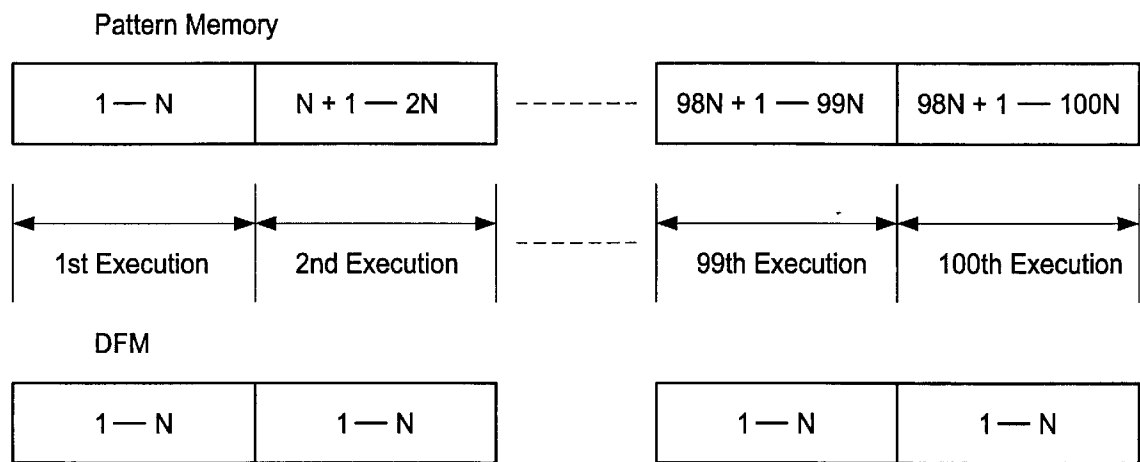 Pattern Memory
1 — N
N + 1 — 2N
98N + 1 — 99N
98N + 1 — 100N
1st Execution
2nd Execution
99th Execution
100th Execution
DFM
1 — N
1 — N
1 — N
1 — N